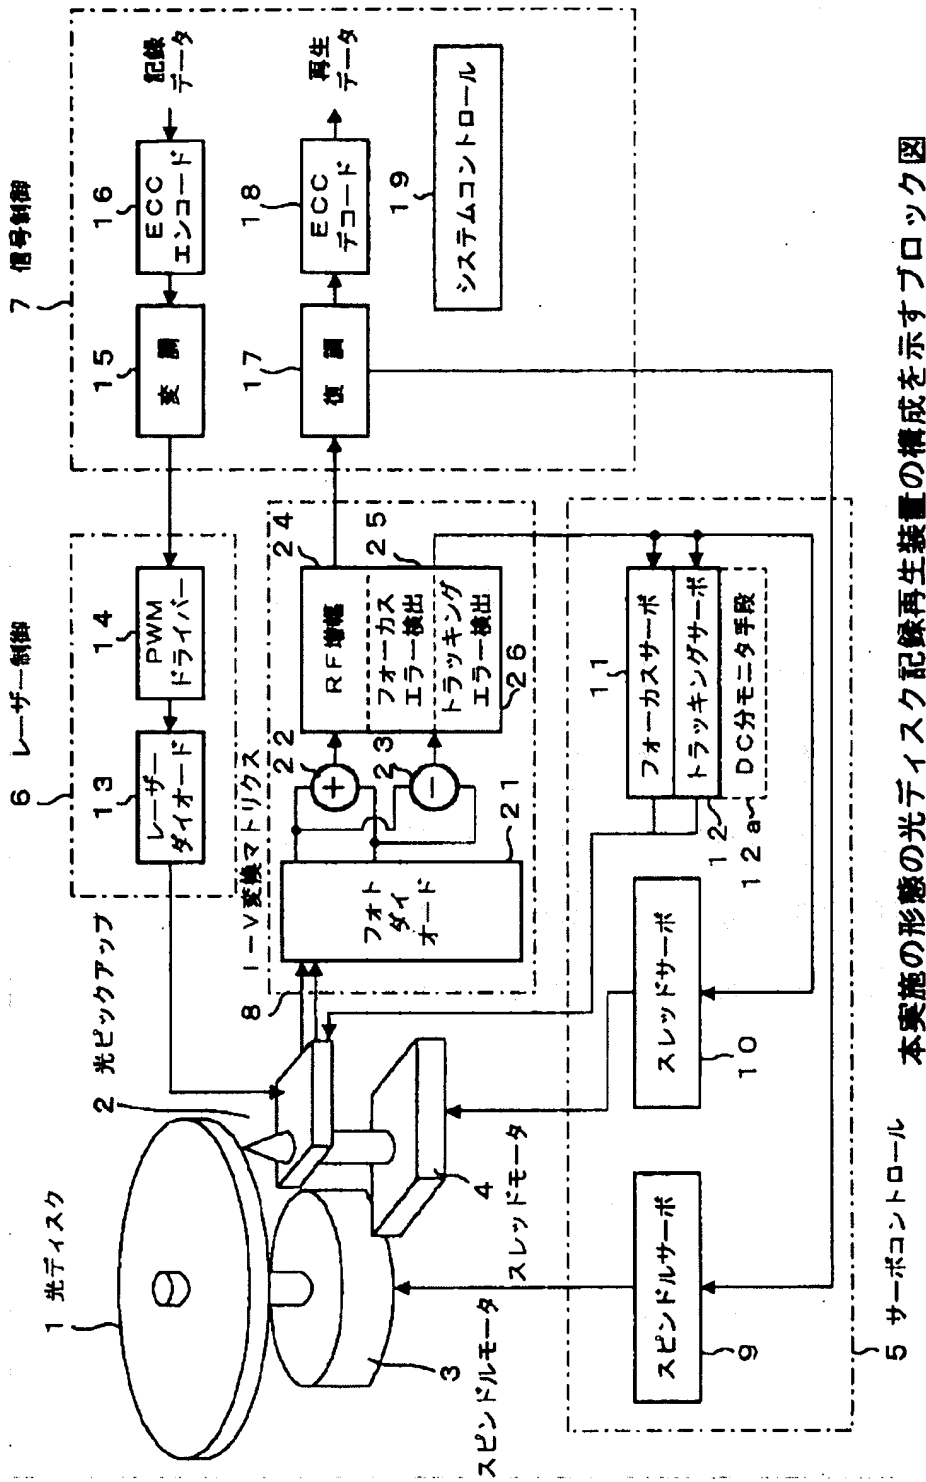 1 光ディスク
2 光ピックアップ
6 レーザー制御
7 信号制御
13
レーザー
ダイオード
14
PWM
ドライバー
15
変調
16
ECC
エンコード
記録
データ
I−V変換マトリクス
8
フォト
ダイ
オード
21
22
+
23
−
24
RF増幅
25
フォーカス
エラー検出
トラッキング
エラー検出
26
17
復調
18
ECC
デコード
再生
データ
19
システムコントロール
3
スピンドルモータ
4
スレッドモータ
9
スピンドルサーボ
10
スレッドサーボ
11
フォーカスサーボ
トラッキングサーボ
12
DC分モニタ手段
12a
5 サーボコントロール
本実施の形態の光ディスク記録再生装置の構成を示すブロック図